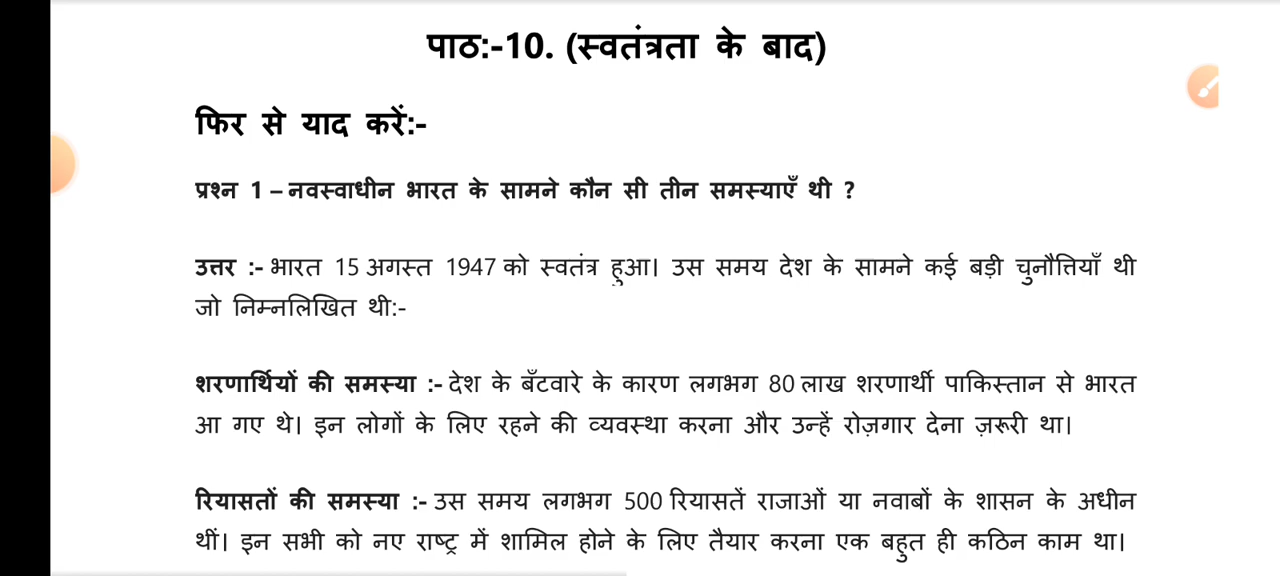 पाठ:-10. (स्वतंत्रता के बाद)
फिर से याद करें:-
प्रश्न 1 – नवस्वाधीन भारत के सामने कौन सी तीन समस्याएँ थी ?
उत्तर :- भारत 15 अगस्त 1947 को स्वतंत्र हुआ। उस समय देश के सामने कई बड़ी चुनौत्तियाँ थी
जो निम्नलिखित थी:-
शरणार्थियों की समस्या :- देश के बँटवारे के कारण लगभग 80 लाख शरणार्थी पाकिस्तान से भारत
आ गए थे। इन लोगों के लिए रहने की व्यवस्था करना और उन्हें रोज़गार देना ज़रूरी था।
रियासतों की समस्या :- उस समय लगभग 500 रियासतें राजाओं या नवाबों के शासन के अधीन
थीं। इन सभी को नए राष्ट्र में शामिल होने के लिए तैयार करना एक बहुत ही कठिन काम था।